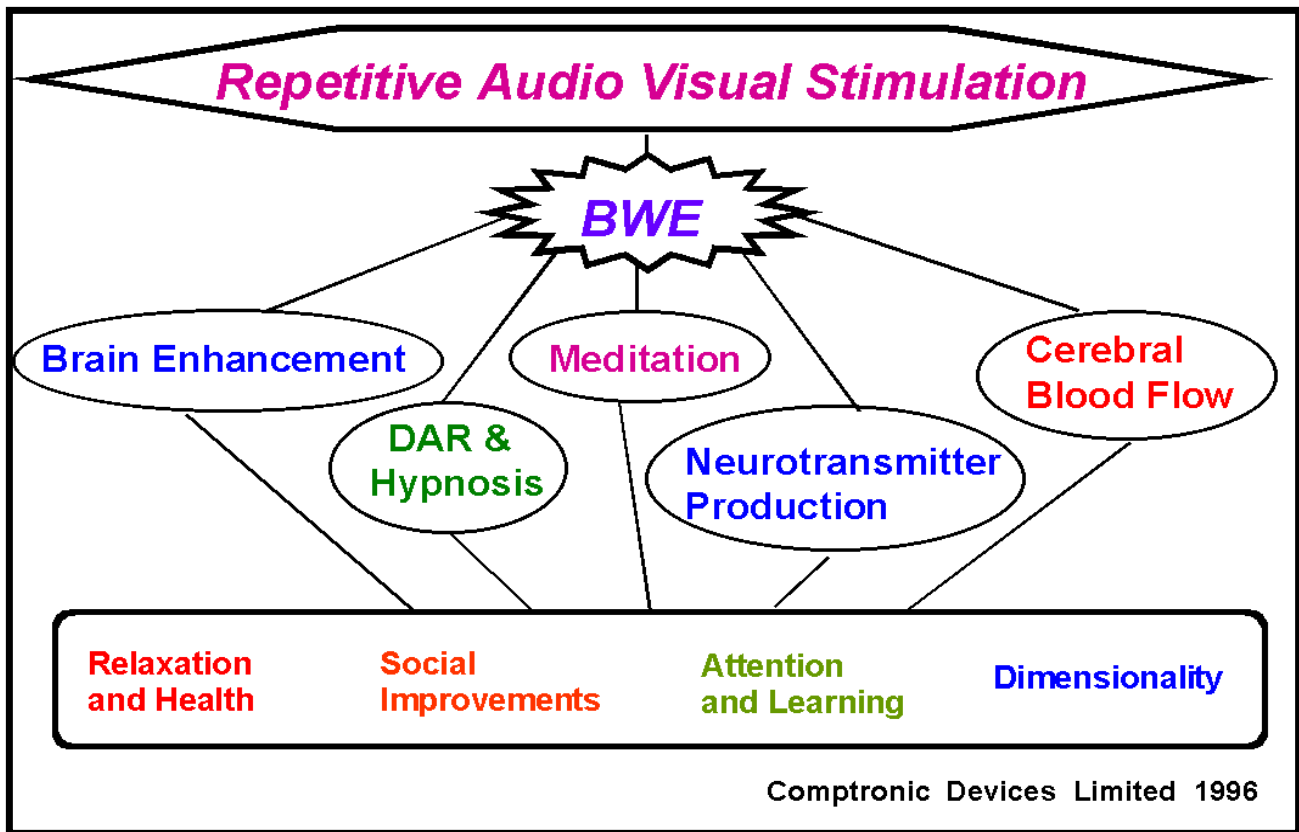 Repetitive Audio Visual Stimulation
BWE
Brain Enhancement
Meditation
Cerebral
Blood Flow
DAR &
Hypnosis
Neurotransmitter
Production
Relaxation
and Health
Social
Improvements
Attention
and Learning
Dimensionality
Comptronic Devices Limited 1996